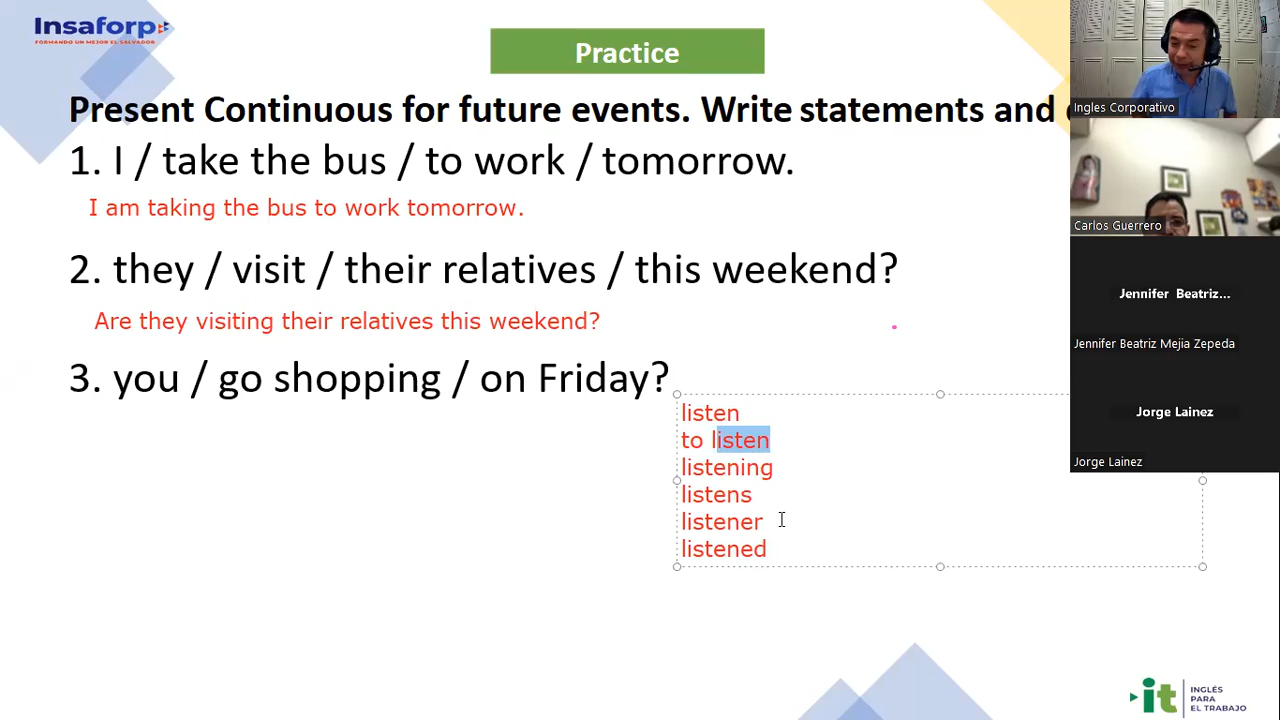 Insaforp
FORMANDO UN MEJOR EL SALVADOR
Practice
Present Continuous for future events. Write statements and
1. I / take the bus / to work / tomorrow.
I am taking the bus to work tomorrow.
2. they / visit / their relatives / this weekend?
Are they visiting their relatives this weekend?
3. you / go shopping / on Friday?
listen
to listen
listening
listens
listener
listened
Ingles Corporativo
Carlos Guerrero
Jennifer Beatriz...
Jennifer Beatriz Mejia Zepeda
Jorge Lainez
Jorge Lainez
it
INGLÉS
PARA
EL TRABAJO